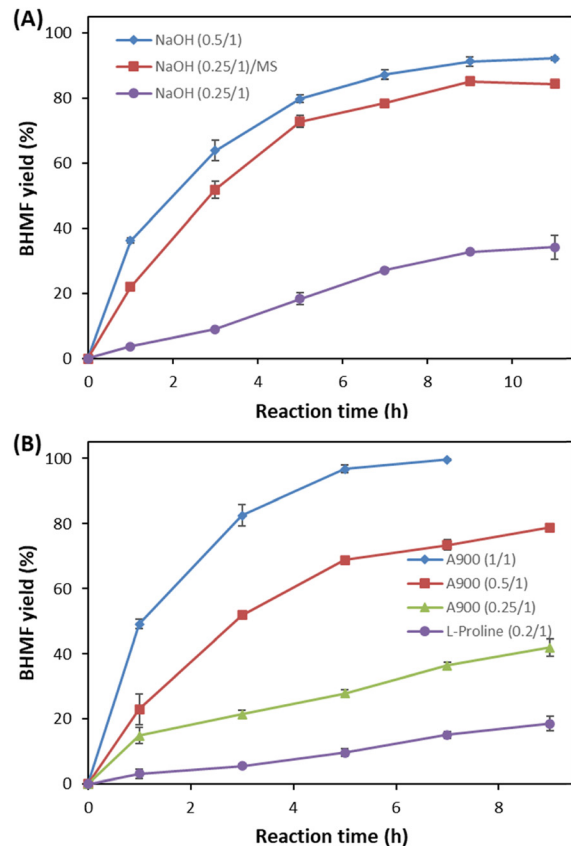 (A)
100
80
60
40
20
0
BHMF yield (%)
NaOH (0.5/1)
NaOH (0.25/1)/MS
NaOH (0.25/1)
0 2 4 6 8 10
Reaction time (h)
(B)
100
80
60
40
20
0
BHMF yield (%)
A900 (1/1)
A900 (0.5/1)
A900 (0.25/1)
L-Proline (0.2/1)
0 2 4 6 8
Reaction time (h)